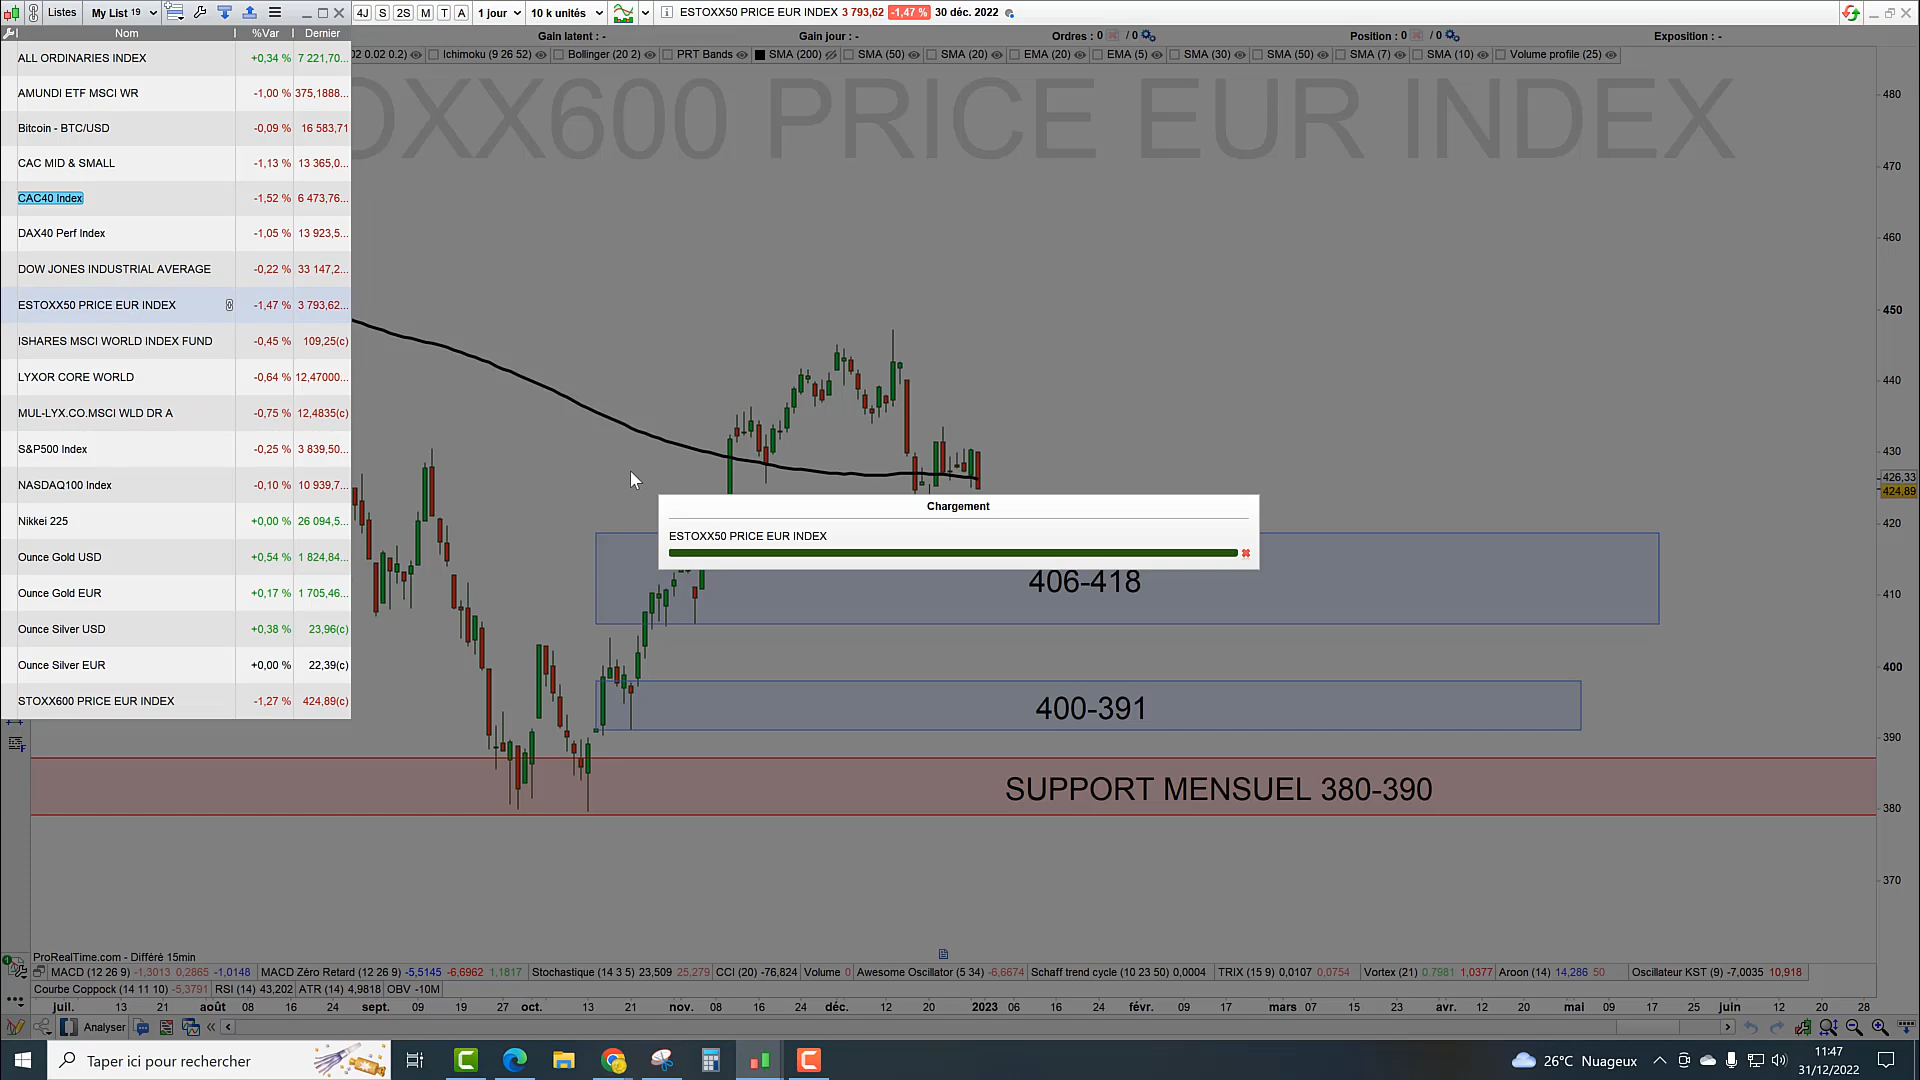 Listes My List 19 4J S 2S M T A 1 jour 10 k unités ESTOXX50 PRICE EUR INDEX 3 793,62 -1,47 % 30 déc. 2022
Nom %Var Dernier
Gain latent : - Gain jour : - Ordres : 0 / 0 Position : 0 / 0 Exposition : -
0.02 0.2) Ichimoku (9 26 52) Bollinger (20 2) PRT Bands SMA (200) SMA (50) SMA (20) EMA (20) EMA (5) SMA (30) SMA (50) SMA (7) SMA (10) Volume profile (25)
OXX600 PRICE EUR INDEX
ALL ORDINARIES INDEX +0,34 % 7 221,70...
AMUNDI ETF MSCI WR -1,00 % 375,1888...
Bitcoin - BTC/USD -0,09 % 16 583,71
CAC MID & SMALL -1,13 % 13 365,0...
CAC40 Index -1,52 % 6 473,76...
DAX40 Perf Index -1,05 % 13 923,5...
DOW JONES INDUSTRIAL AVERAGE -0,22 % 33 147,2...
ESTOXX50 PRICE EUR INDEX -1,47 % 3 793,62...
ISHARES MSCI WORLD INDEX FUND -0,45 % 109,25(c)
LYXOR CORE WORLD -0,64 % 12,47000...
MUL-LYX.CO.MSCI WLD DR A -0,75 % 12,4835(c)
S&P500 Index -0,25 % 3 839,50...
NASDAQ100 Index -0,10 % 10 939,7...
Nikkei 225 +0,00 % 26 094,5...
Ounce Gold USD +0,54 % 1 824,84...
Ounce Gold EUR +0,17 % 1 705,46...
Ounce Silver USD +0,38 % 23,96(c)
Ounce Silver EUR +0,00 % 22,39(c)
STOXX600 PRICE EUR INDEX -1,27 % 424,89(c)
480
470
460
450
440
430
426,33
424,89
420
410
400
390
380
370
Chargement
ESTOXX50 PRICE EUR INDEX
406-418
400-391
SUPPORT MENSUEL 380-390
ProRealTime.com - Différé 15min
MACD (12 26 9) -1,3013 0,2865 -1,0148 MACD Zéro Retard (12 26 9) -5,5145 -6,6962 1,1817 Stochastique (14 3 5) 23,509 25,279 CCI (20) -76,824 Volume 0 Awesome Oscillator (5 34) -6,6674 Schaff trend cycle (10 23 50) 0,0004 TRIX (15 9) 0,0107 0,0754 Vortex (21) 0,7981 1,0377 Aroon (14) 14,286 50 Oscillateur KST (9) -7,0035 10,918
Courbe Coppock (14 11 10) -5,3791 RSI (14) 43,202 ATR (14) 4,9818 OBV -10M
juil. 13 21 août 16 24 sept. 19 27 oct. 13 21 nov. 08 16 24 déc. 12 20 2023 06 16 24 févr. 09 17 mars 07 15 23 avr. 12 20 mai 09 17 25 juin 12 20 28
Analyser
Taper ici pour rechercher
26°C Nuageux
11:47
31/12/2022